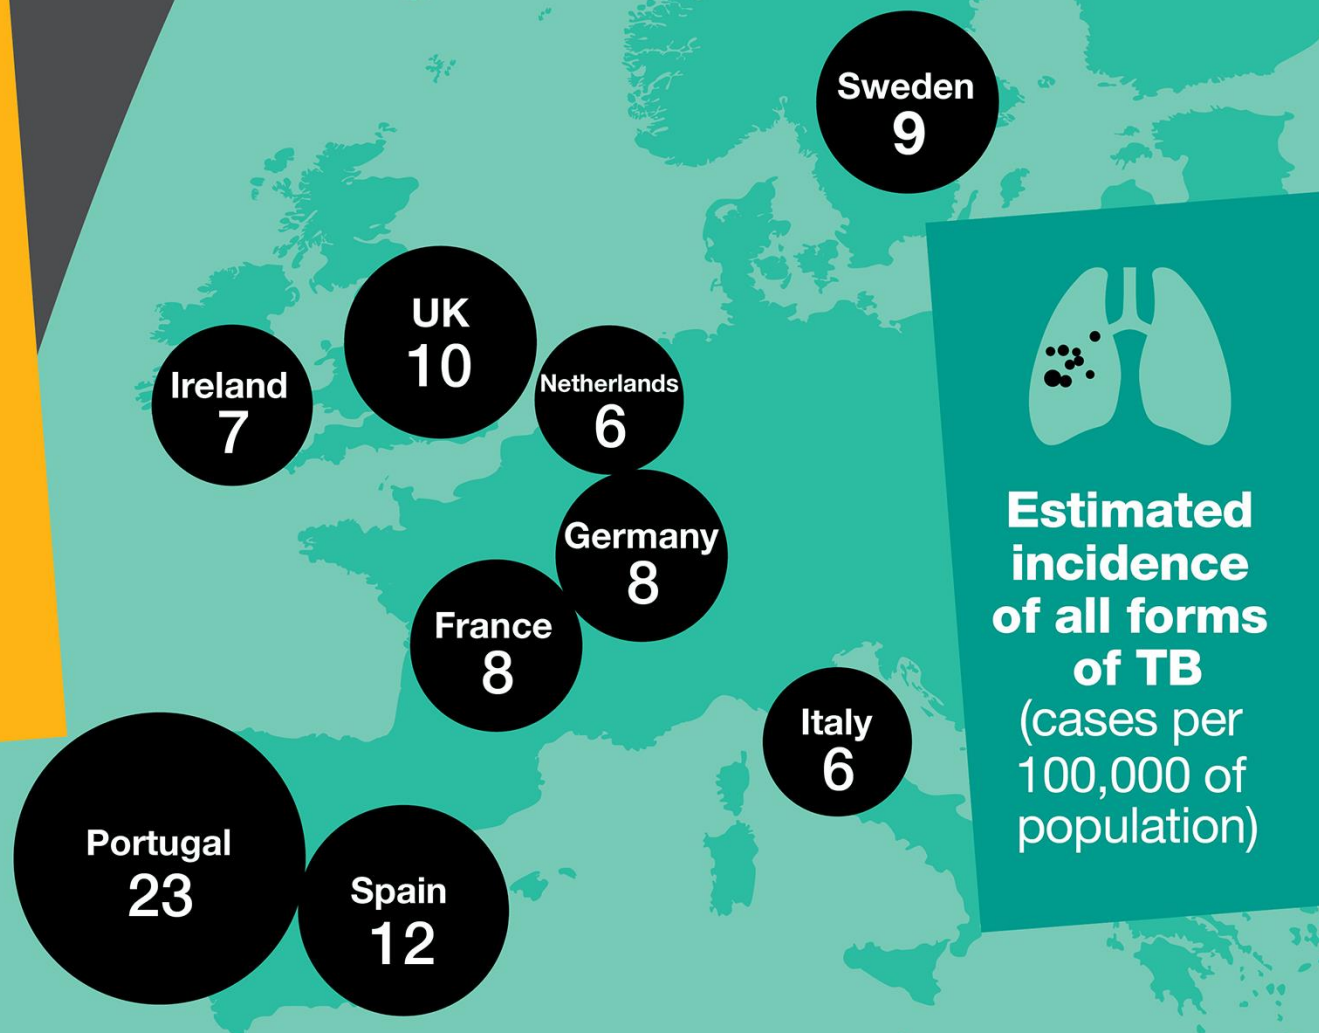 Sweden
9
UK
10
Ireland
7
Netherlands
6
Germany
8
France
8
Italy
6
Portugal
23
Spain
12
Estimated
incidence
of all forms
of TB
(cases per
100,000 of
population)